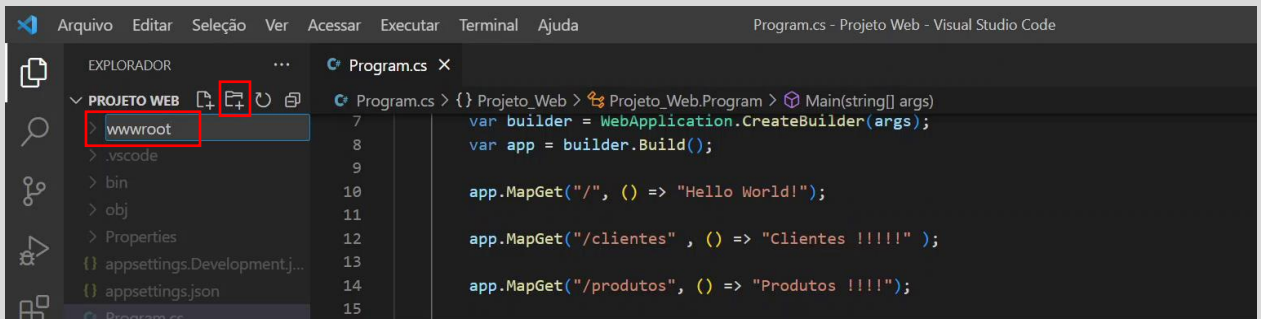 Arquivo Editar Seleção Ver Acessar Executar Terminal Ajuda Program.cs - Projeto Web - Visual Studio Code
EXPLORADOR ··· Program.cs ×
PROJETO WEB Program.cs > {} Projeto_Web > Projeto_Web.Program > Main(string[] args)
> wwwroot
> .vscode
> bin
> obj
> Properties
{} appsettings.Development.j...
{} appsettings.json
C# Program.cs
7 var builder = WebApplication.CreateBuilder(args);
8 var app = builder.Build();
9
10 app.MapGet("/", () => "Hello World!");
11
12 app.MapGet("/clientes" , () => "Clientes !!!!!" );
13
14 app.MapGet("/produtos", () => "Produtos !!!!");
15